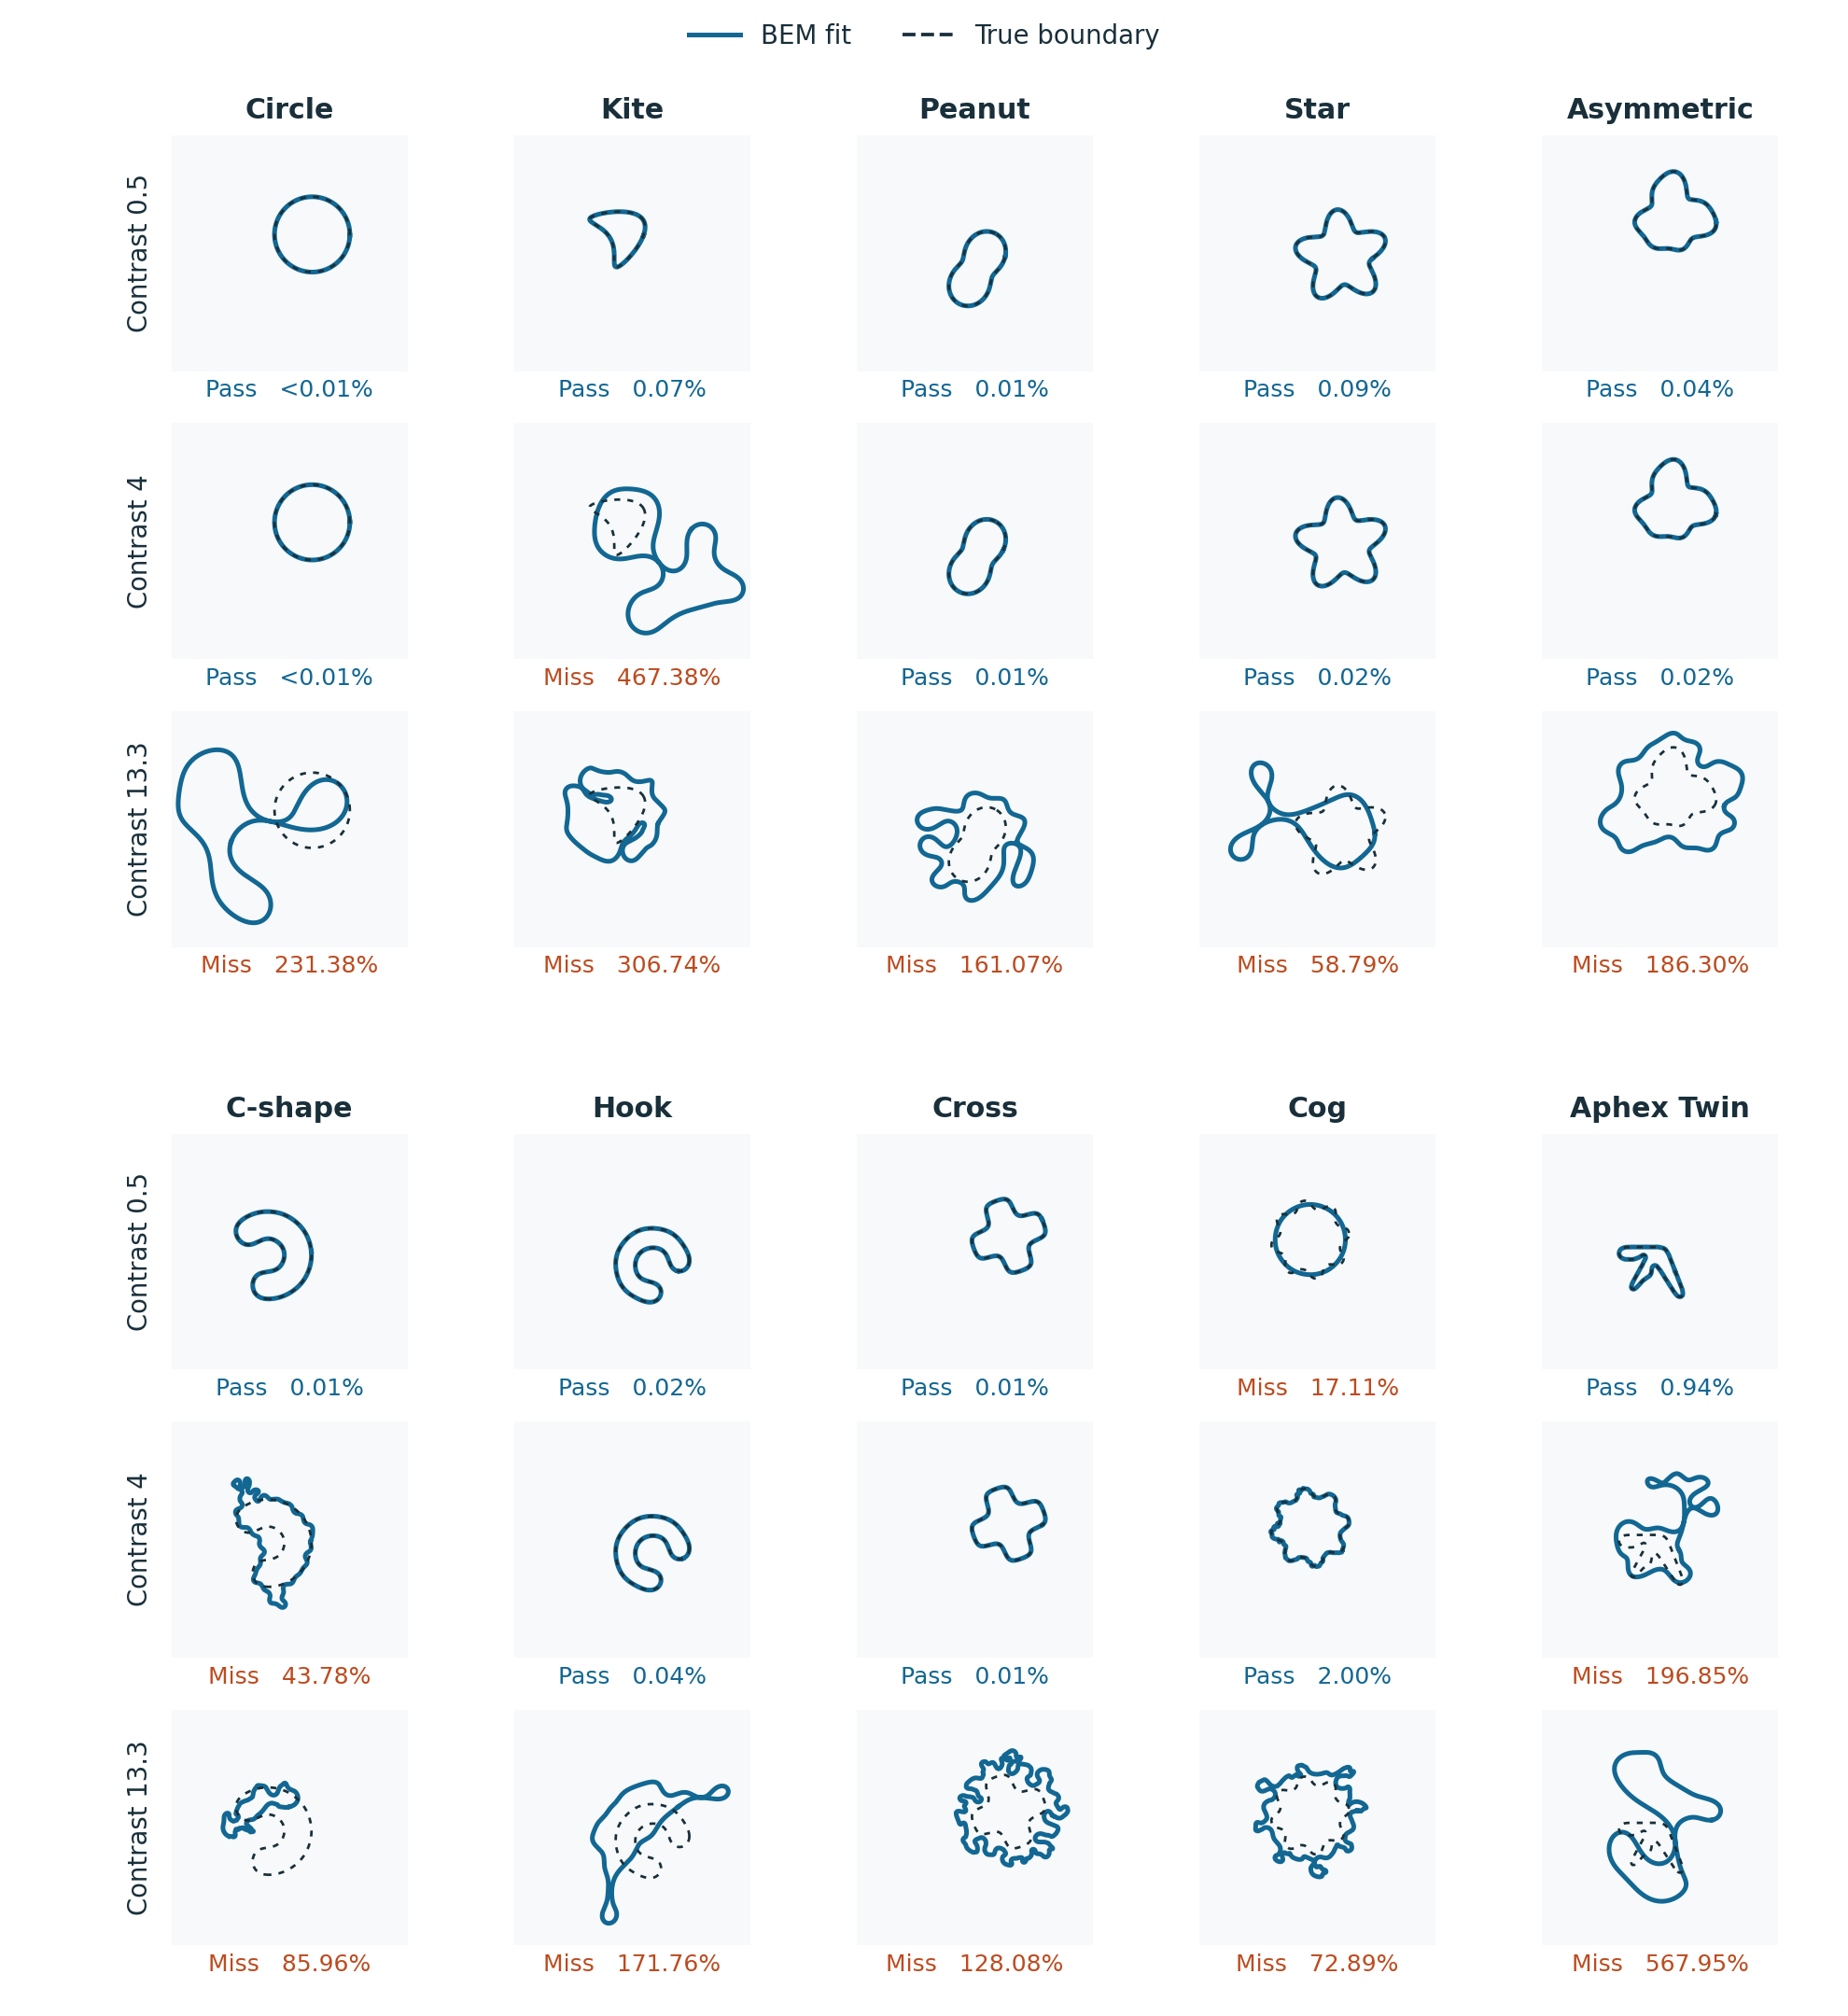 BEM fit True boundary
Circle Kite Peanut Star Asymmetric
Contrast 0.5
Pass <0.01% Pass 0.07% Pass 0.01% Pass 0.09% Pass 0.04%
Contrast 4
Pass <0.01% Miss 467.38% Pass 0.01% Pass 0.02% Pass 0.02%
Contrast 13.3
Miss 231.38% Miss 306.74% Miss 161.07% Miss 58.79% Miss 186.30%
C-shape Hook Cross Cog Aphex Twin
Contrast 0.5
Pass 0.01% Pass 0.02% Pass 0.01% Miss 17.11% Pass 0.94%
Contrast 4
Miss 43.78% Pass 0.04% Pass 0.01% Pass 2.00% Miss 196.85%
Contrast 13.3
Miss 85.96% Miss 171.76% Miss 128.08% Miss 72.89% Miss 567.95%